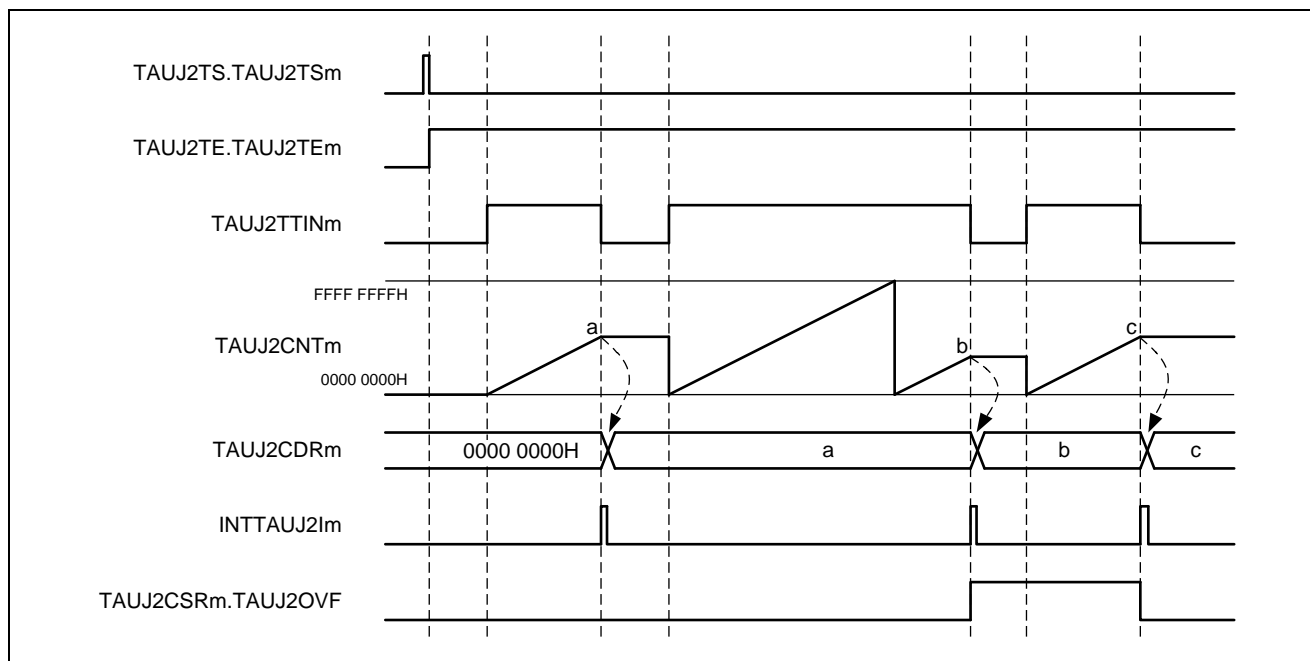 TAUJ2TS.TAUJ2TSm
TAUJ2TE.TAUJ2TEm
TAUJ2TTINm
FFFF FFFFH
a
b
c
TAUJ2CNTm
0000 0000H
TAUJ2CDRm
0000 0000H
a
b
c
INTTAUJ2Im
TAUJ2CSRm.TAUJ2OVF